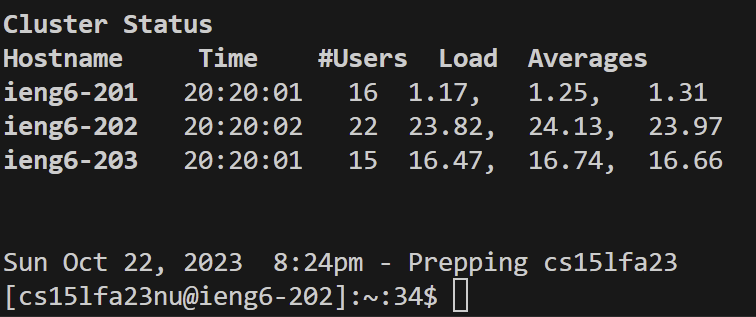 Cluster Status
Hostname     Time    #Users  Load  Averages
ieng6-201   20:20:01   16  1.17,   1.25,   1.31
ieng6-202   20:20:02   22  23.82,  24.13,  23.97
ieng6-203   20:20:01   15  16.47,  16.74,  16.66
Sun Oct 22, 2023  8:24pm - Prepping cs15lfa23
[cs15lfa23nu@ieng6-202]:~:34$